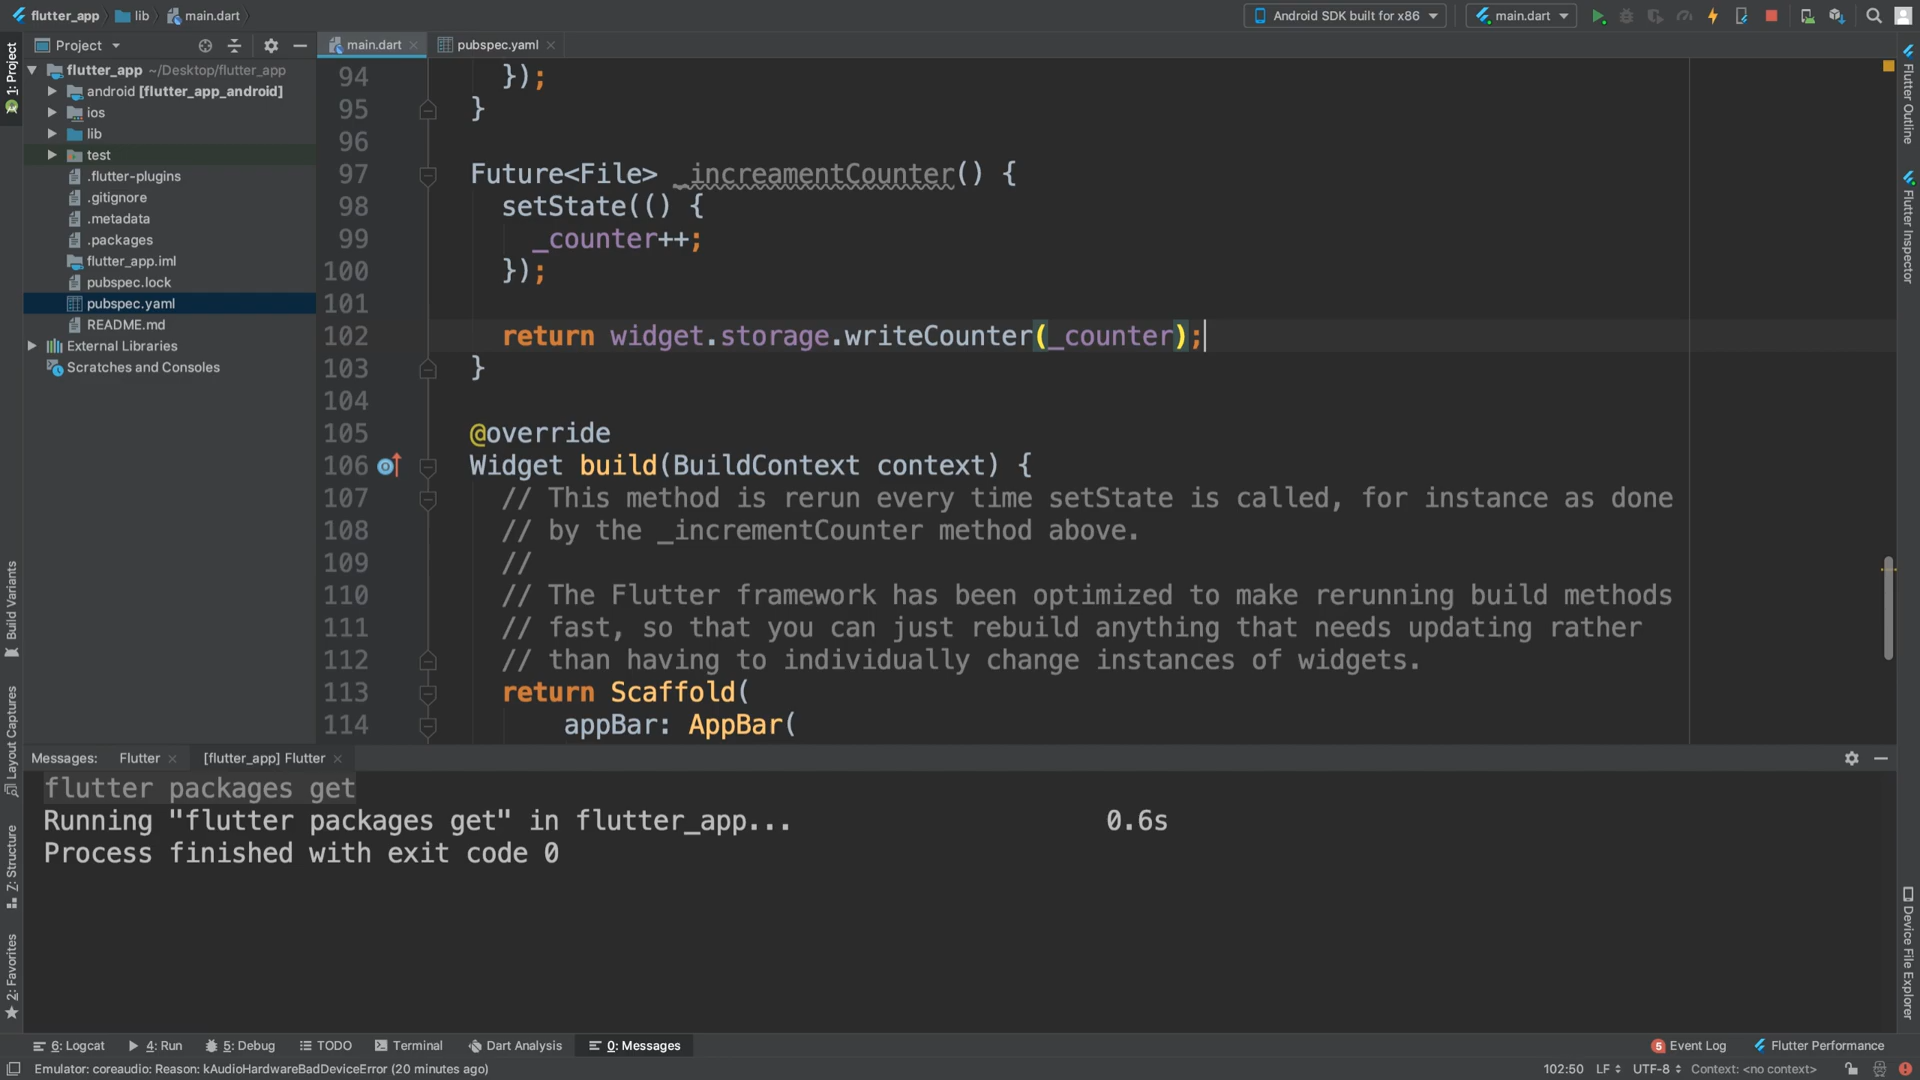 flutter_app lib main.dart Android SDK built for x86 main.dart
Project
main.dart pubspec.yaml
flutter_app ~/Desktop/flutter_app
android [flutter_app_android]
ios
lib
test
.flutter-plugins
.gitignore
.metadata
.packages
flutter_app.iml
pubspec.lock
pubspec.yaml
README.md
External Libraries
Scratches and Consoles
94 });
95 }
96
97 Future<File> _increamentCounter() {
98 setState(() {
99 _counter++;
100 });
101
102 return widget.storage.writeCounter(_counter);
103 }
104
105 @override
106 Widget build(BuildContext context) {
107 // This method is rerun every time setState is called, for instance as done
108 // by the _incrementCounter method above.
109 //
110 // The Flutter framework has been optimized to make rerunning build methods
111 // fast, so that you can just rebuild anything that needs updating rather
112 // than having to individually change instances of widgets.
113 return Scaffold(
114 appBar: AppBar(
1: Project
Build Variants
Layout Captures
Z: Structure
2: Favorites
Flutter Outline
Flutter Inspector
Device File Explorer
Messages: Flutter [flutter_app] Flutter
flutter packages get
Running "flutter packages get" in flutter_app... 0.6s
Process finished with exit code 0
6: Logcat 4: Run 5: Debug TODO Terminal Dart Analysis 0: Messages 5 Event Log Flutter Performance
Emulator: coreaudio: Reason: kAudioHardwareBadDeviceError (20 minutes ago) 102:50 LF UTF-8 Context: <no context>